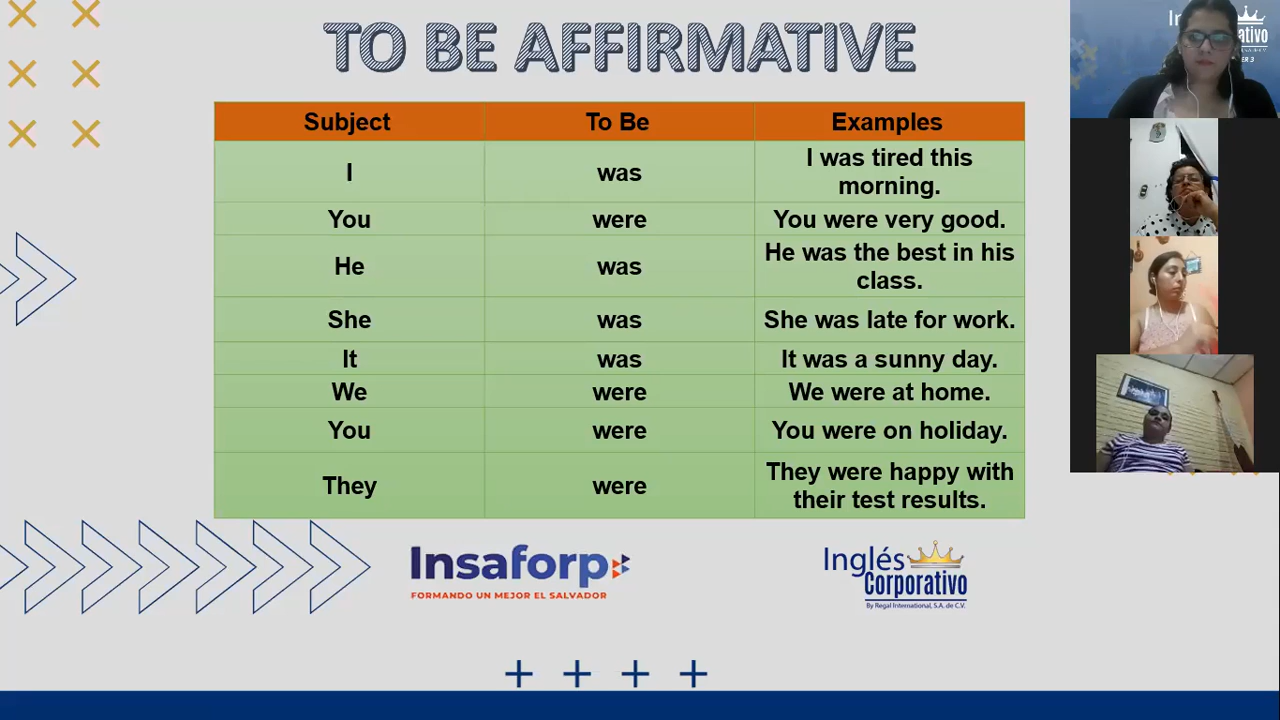 TO BE AFFIRMATIVE
Subject To Be Examples
I was I was tired this morning.
You were You were very good.
He was He was the best in his class.
She was She was late for work.
It was It was a sunny day.
We were We were at home.
You were You were on holiday.
They were They were happy with their test results.
Insaforp
FORMANDO UN MEJOR EL SALVADOR
Inglés
Corporativo
By Regal International, S.A. de C.V.